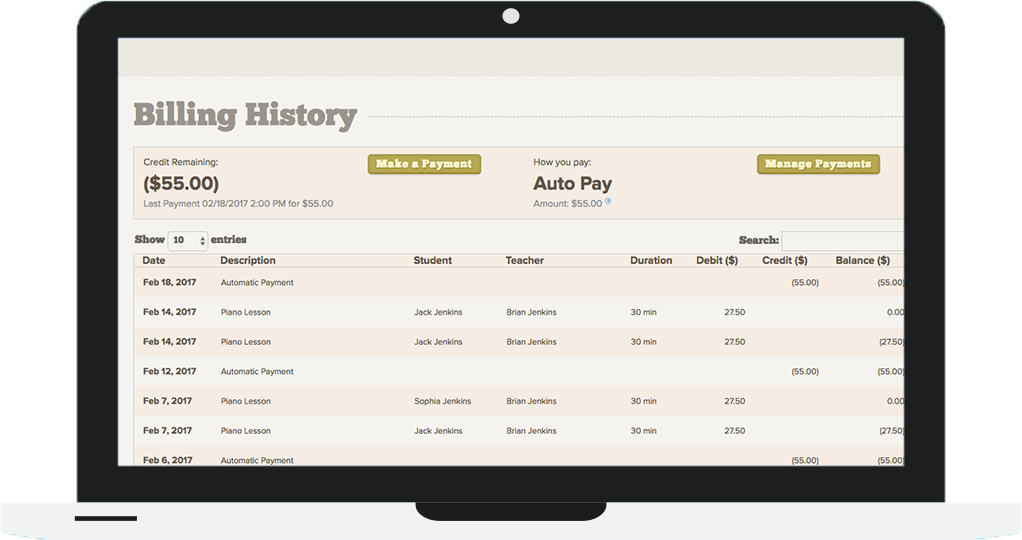 Billing History
Credit Remaining: Make a Payment How you pay: Manage Payments
($55.00) Auto Pay
Last Payment 02/18/2017 2:00 PM for $55.00 Amount: $55.00
Show 10 entries Search:
Date Description Student Teacher Duration Debit ($) Credit ($) Balance ($)
Feb 18, 2017 Automatic Payment (55.00) (55.00)
Feb 14, 2017 Piano Lesson Jack Jenkins Brian Jenkins 30 min 27.50 0.00
Feb 14, 2017 Piano Lesson Jack Jenkins Brian Jenkins 30 min 27.50 (27.50)
Feb 12, 2017 Automatic Payment (55.00) (55.00)
Feb 7, 2017 Piano Lesson Sophia Jenkins Brian Jenkins 30 min 27.50 0.00
Feb 7, 2017 Piano Lesson Jack Jenkins Brian Jenkins 30 min 27.50 (27.50)
Feb 6, 2017 Automatic Payment (55.00) (55.00)